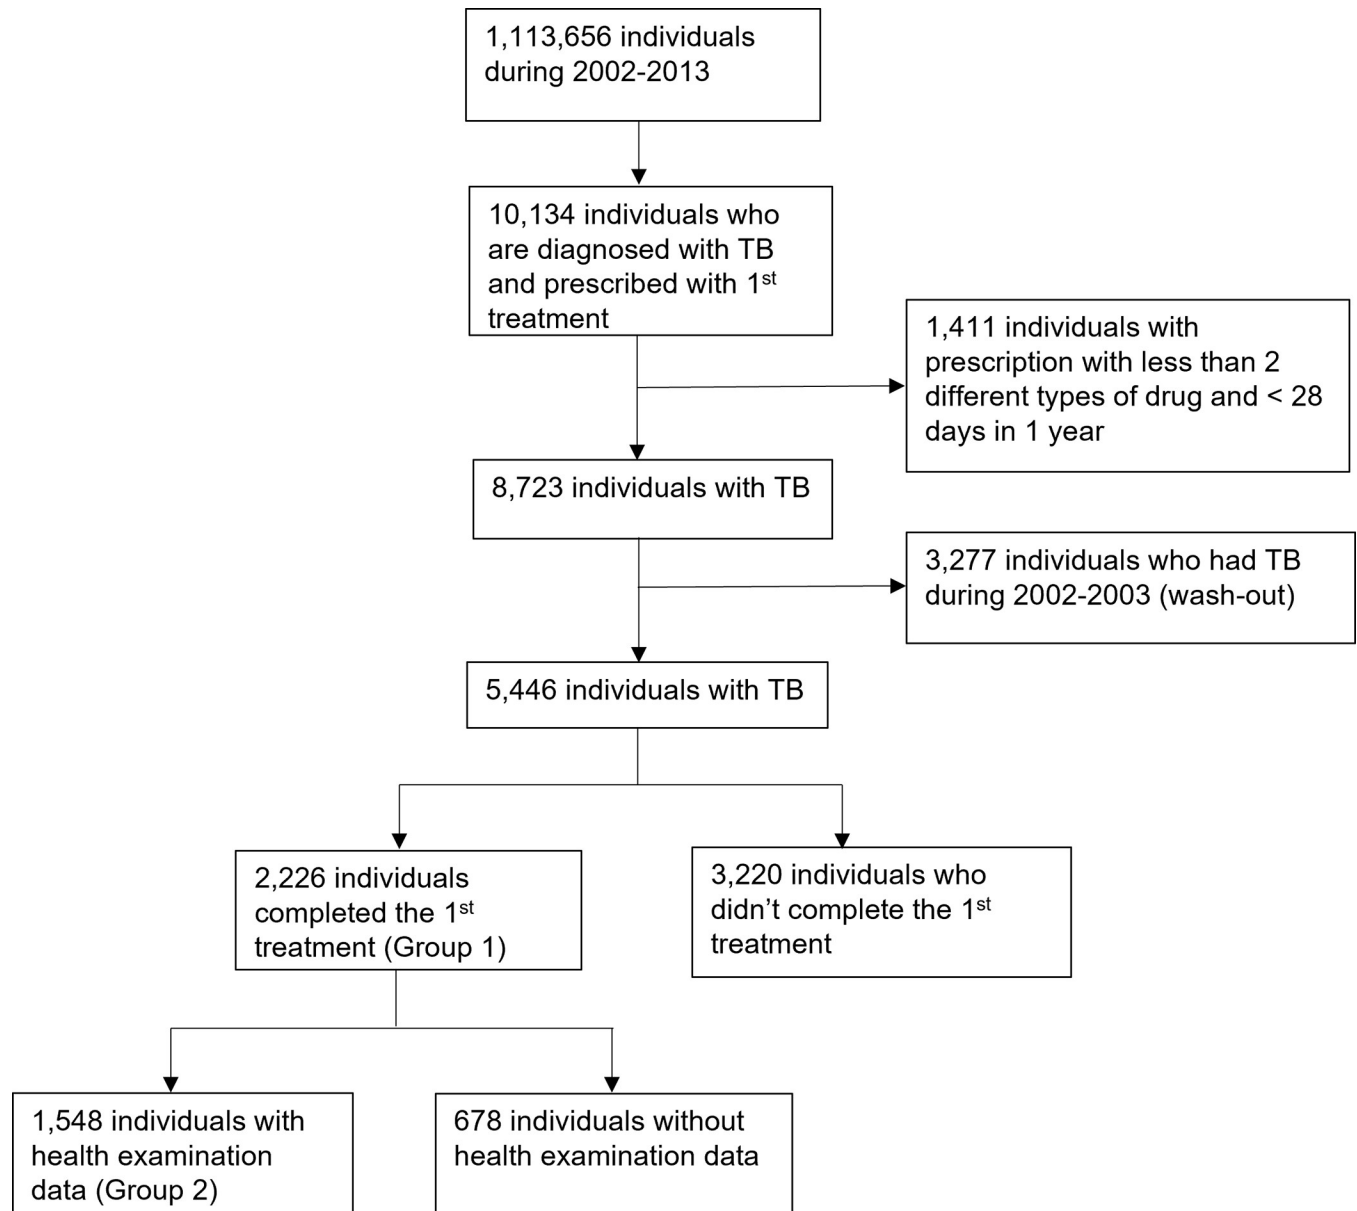 1,113,656 individuals
during 2002-2013
10,134 individuals who
are diagnosed with TB
and prescribed with 1st
treatment
1,411 individuals with
prescription with less than 2
different types of drug and < 28
days in 1 year
8,723 individuals with TB
3,277 individuals who had TB
during 2002-2003 (wash-out)
5,446 individuals with TB
2,226 individuals
completed the 1st
treatment (Group 1)
3,220 individuals who
didn’t complete the 1st
treatment
1,548 individuals with
health examination
data (Group 2)
678 individuals without
health examination data